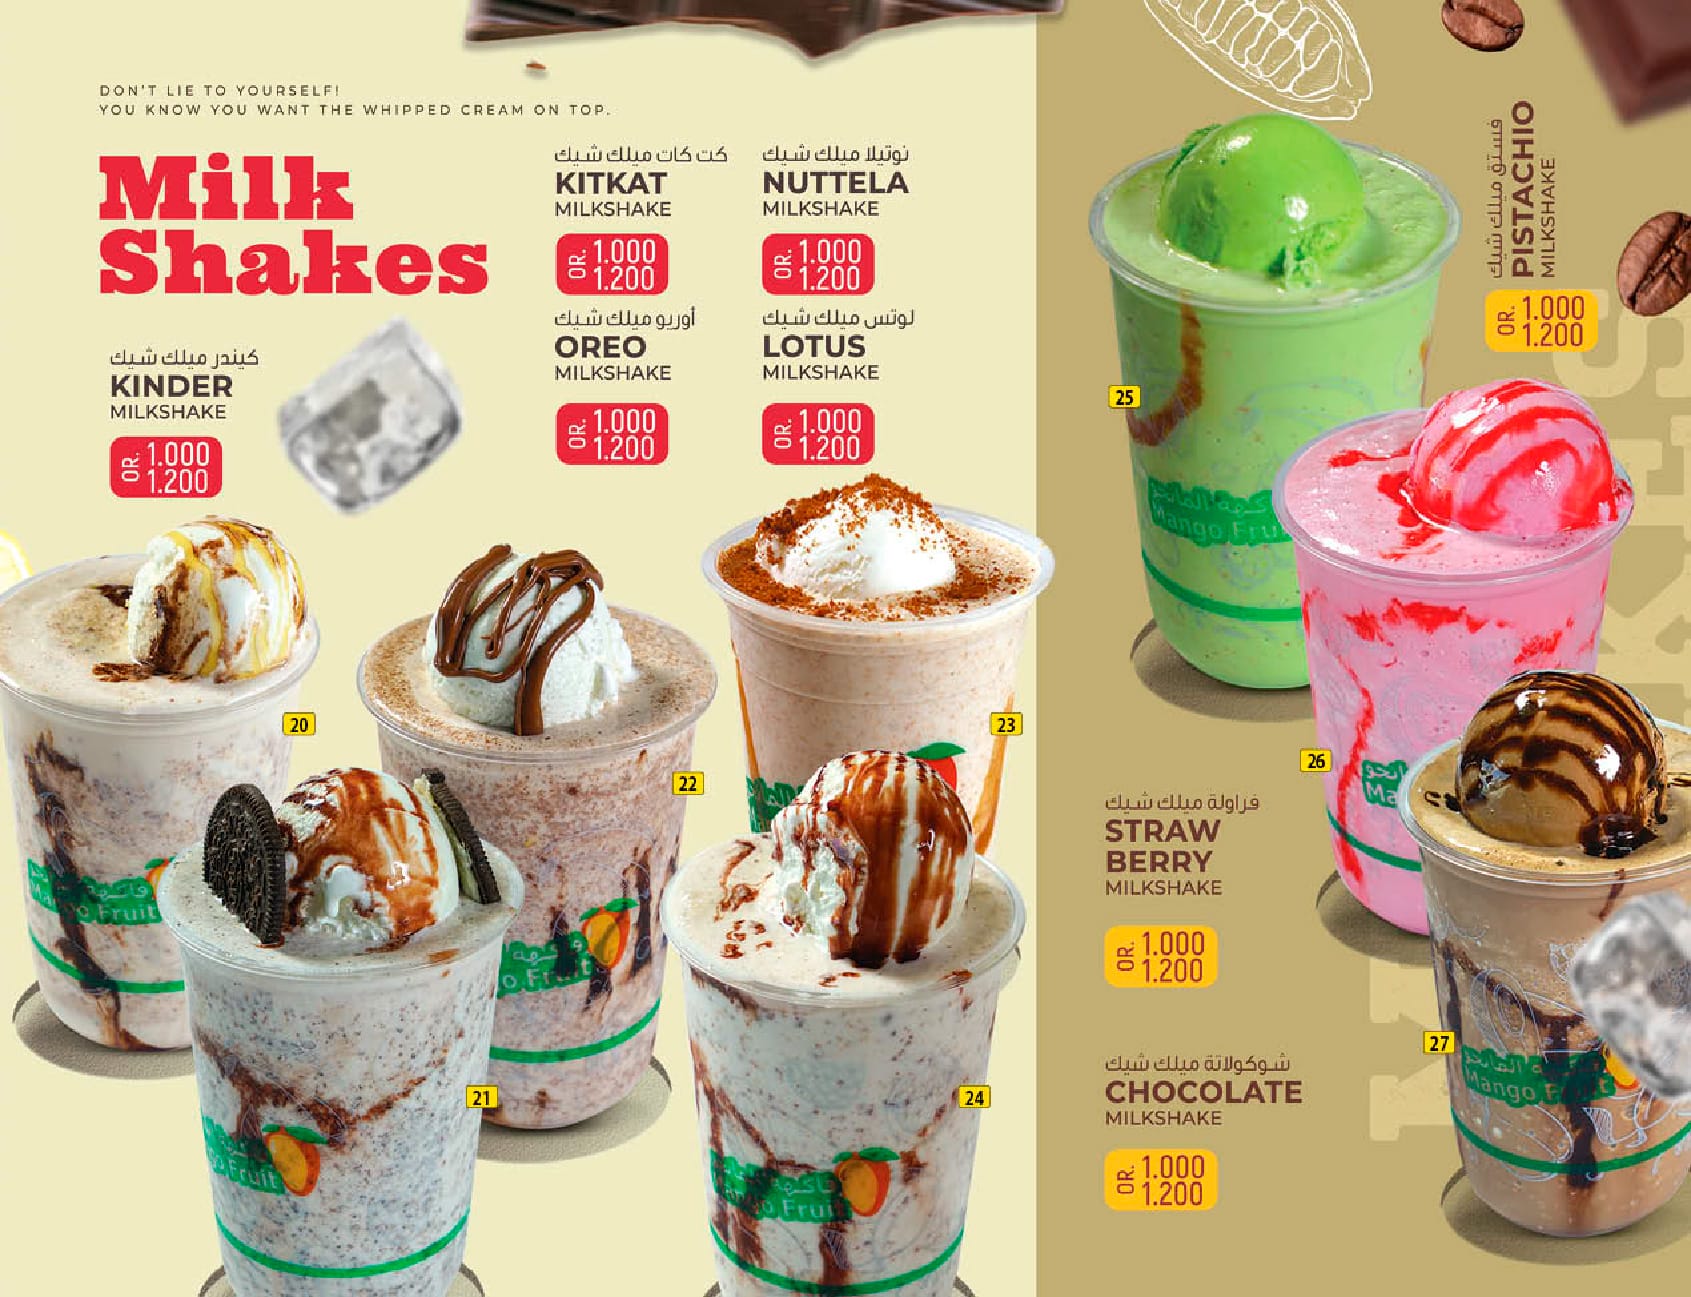 DON'T LIE TO YOURSELF!
YOU KNOW YOU WANT THE WHIPPED CREAM ON TOP.
Milk
Shakes
كيندر ميلك شيك
KINDER
MILKSHAKE
OR. 1.000
1.200
كت كات ميلك شيك
KITKAT
MILKSHAKE
OR. 1.000
1.200
نوتيلا ميلك شيك
NUTTELA
MILKSHAKE
OR. 1.000
1.200
أوريو ميلك شيك
OREO
MILKSHAKE
OR. 1.000
1.200
لوتس ميلك شيك
LOTUS
MILKSHAKE
OR. 1.000
1.200
20
21
22
23
24
فستق ميلك شيك
PISTACHIO
MILKSHAKE
OR. 1.000
1.200
25
Mango Fru
26
فراولة ميلك شيك
STRAW
BERRY
MILKSHAKE
OR. 1.000
1.200
شوكولاتة ميلك شيك
CHOCOLATE
MILKSHAKE
OR. 1.000
1.200
27
Mango F
Fruit
Fruit